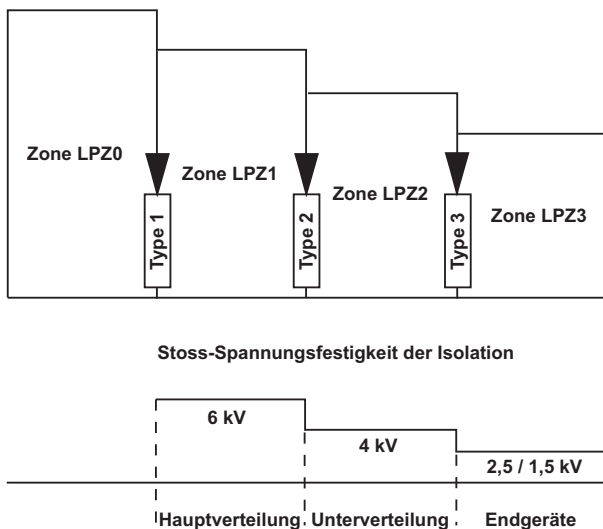 Zone LPZ0
Zone LPZ1
Zone LPZ2
Zone LPZ3
Type 1
Type 2
Type 3
Stoss-Spannungsfestigkeit der Isolation
6 kV
4 kV
2,5 / 1,5 kV
Hauptverteilung
Unterverteilung
Endgeräte